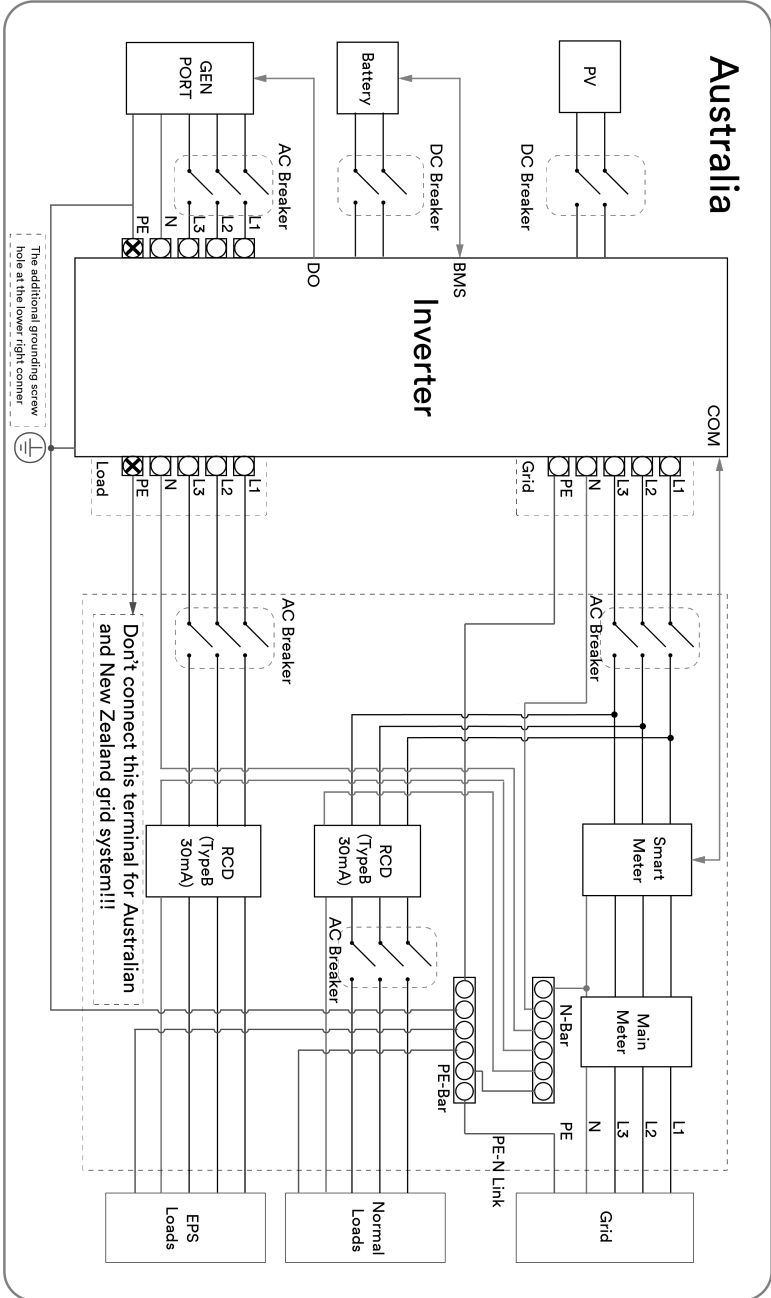 Australia
PV
DC Breaker
Battery
DC Breaker
GEN
PORT
AC Breaker
L1
L2
L3
N
PE
BMS
DO
COM
Inverter
The additional grounding screw
hole at the lower right conner
L1
L2
L3
N
PE
Grid
L1
L2
L3
N
PE
Load
AC Breaker
AC Breaker
Don't connect this terminal for Australian
and New Zealand grid system!!!
Smart
Meter
RCD
(TypeB
30mA)
RCD
(TypeB
30mA)
AC Breaker
Main
Meter
N-Bar
PE-Bar
L1
L2
L3
N
PE
PE-N Link
Grid
Normal
Loads
EPS
Loads